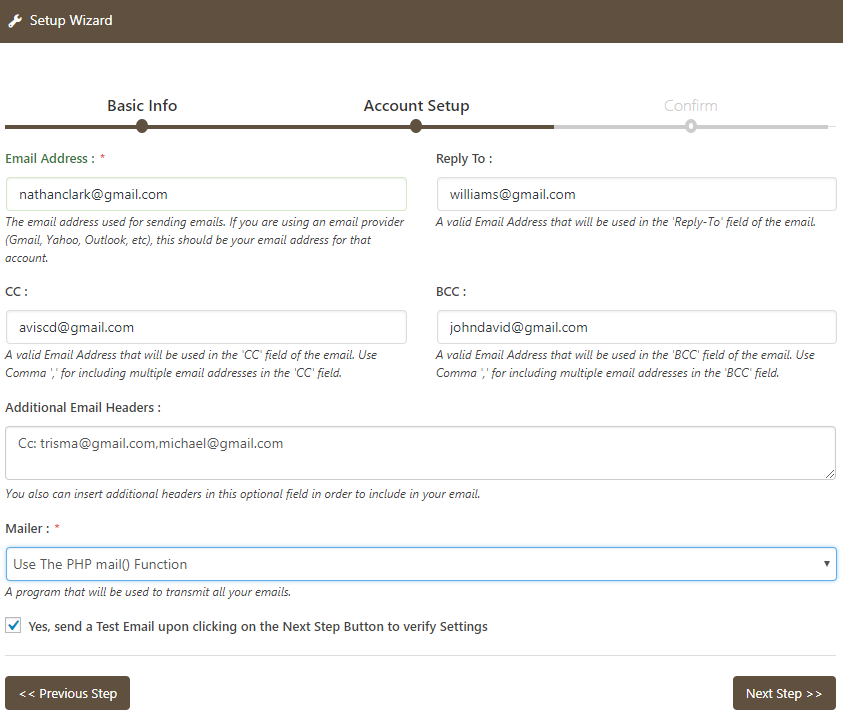 Setup Wizard
Basic Info
Account Setup
Confirm
Email Address : *
nathanclark@gmail.com
The email address used for sending emails. If you are using an email provider
(Gmail, Yahoo, Outlook, etc), this should be your email address for that
account.
Reply To :
williams@gmail.com
A valid Email Address that will be used in the 'Reply-To' field of the email.
CC :
aviscd@gmail.com
A valid Email Address that will be used in the 'CC' field of the email. Use
Comma ',' for including multiple email addresses in the 'CC' field.
BCC :
johndavid@gmail.com
A valid Email Address that will be used in the 'BCC' field of the email. Use
Comma ',' for including multiple email addresses in the 'BCC' field.
Additional Email Headers :
Cc: trisma@gmail.com,michael@gmail.com
You also can insert additional headers in this optional field in order to include in your email.
Mailer : *
Use The PHP mail() Function
A program that will be used to transmit all your emails.
Yes, send a Test Email upon clicking on the Next Step Button to verify Settings
<< Previous Step
Next Step >>